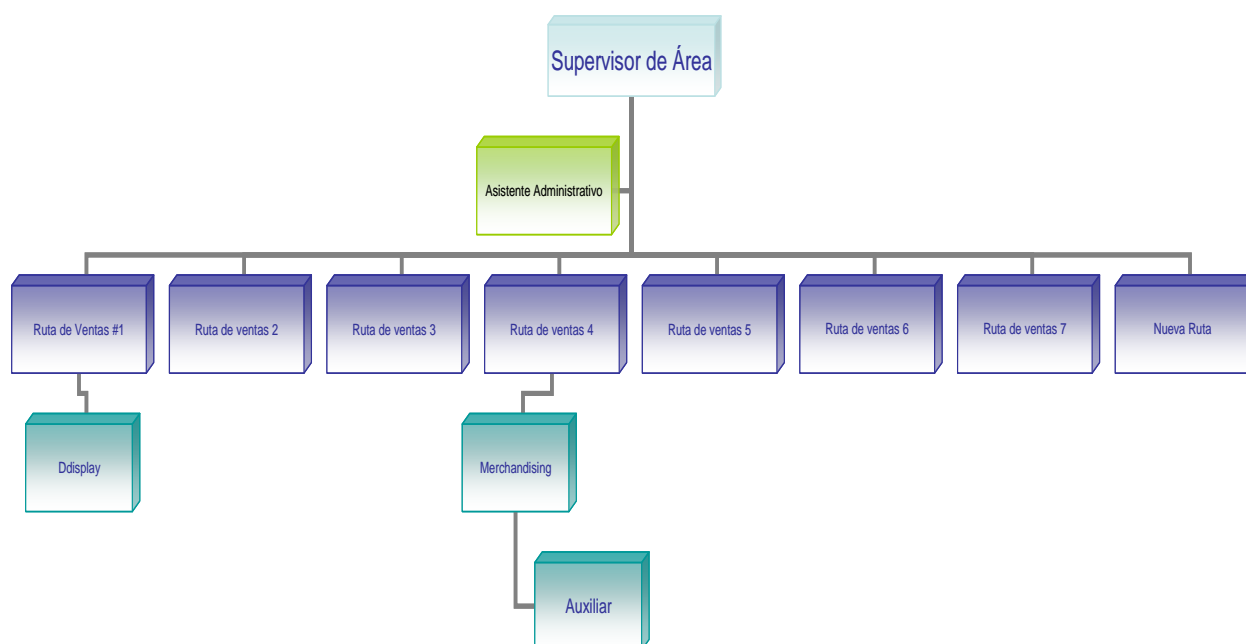 Supervisor de Área
Asistente Administrativo
Ruta de Ventas #1
Ruta de ventas 2
Ruta de ventas 3
Ruta de ventas 4
Ruta de ventas 5
Ruta de ventas 6
Ruta de ventas 7
Nueva Ruta
Ddisplay
Merchandising
Auxiliar